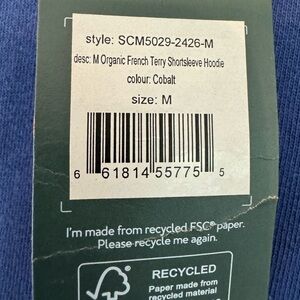 style: SCM5029-2426-M
desc: M Organic French Terry Shortsleeve Hoodie
colour: Cobalt
size: M
6 61814 55775 5
I'm made from recycled FSC® paper.
Please recycle me again.
RECYCLED
Paper made from
recycled material